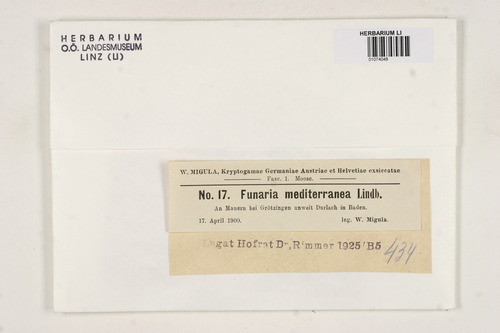 HERBARIUM
O.Ö. LANDESMUSEUM
LINZ (LI)
HERBARIUM LI
01074048
W. MIGULA, Kryptogamae Germaniae Austriae et Helvetiae exsiccatae
Fasc. 1. Moose.
No. 17. Funaria mediterranea Lindb.
An Mauern bei Grötzingen unweit Durlach in Baden.
17. April 1900. leg. W. Migula.
Legat Hofrat Dr, Rimmer 1925/B5 434